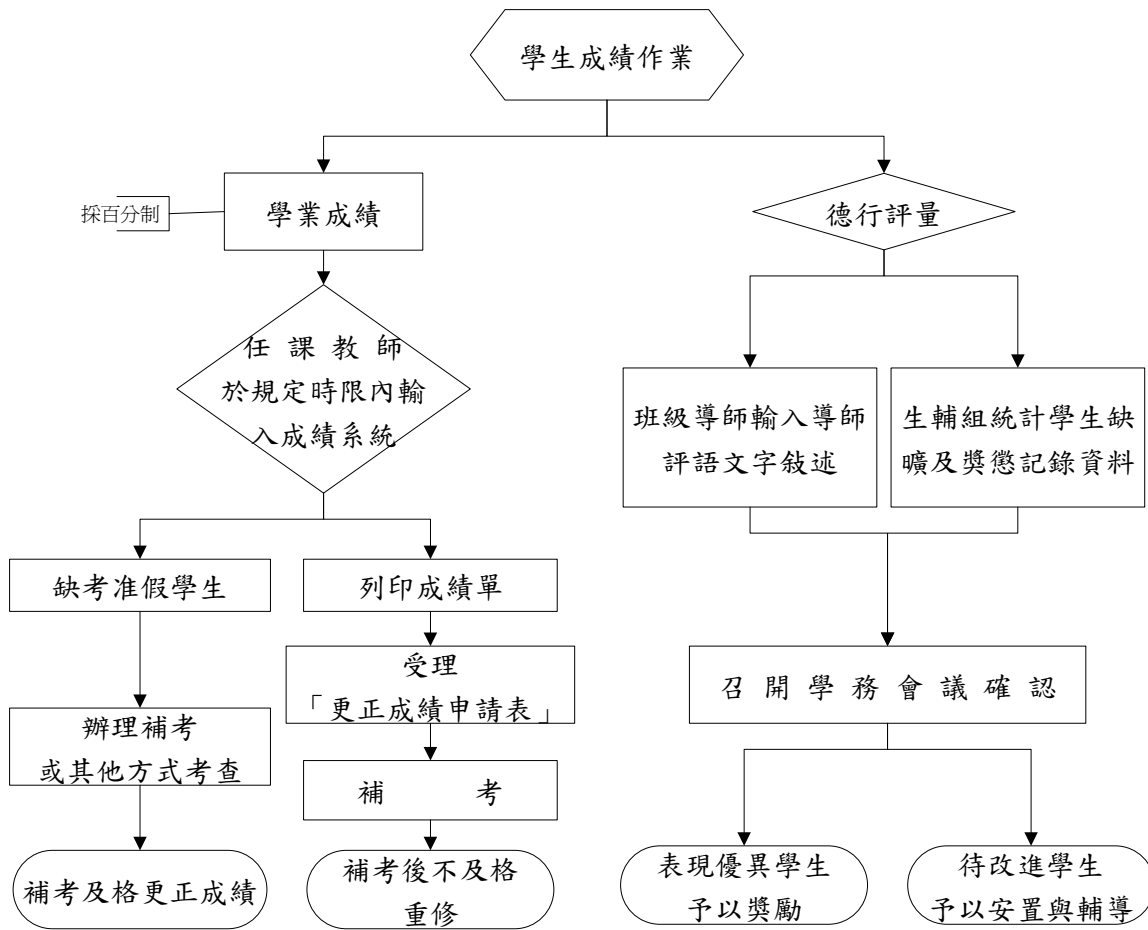 學生成績作業
採百分制
學業成績
德行評量
任課教師
於規定時限內輸
入成績系統
班級導師輸入導師
評語文字敍述
生輔組統計學生缺
曠及獎懲記錄資料
缺考准假學生
列印成績單
受理
「更正成績申請表」
召開學務會議確認
辦理補考
或其他方式考查
補考
補考及格更正成績
補考後不及格
重修
表現優異學生
予以獎勵
待改進學生
予以安置與輔導